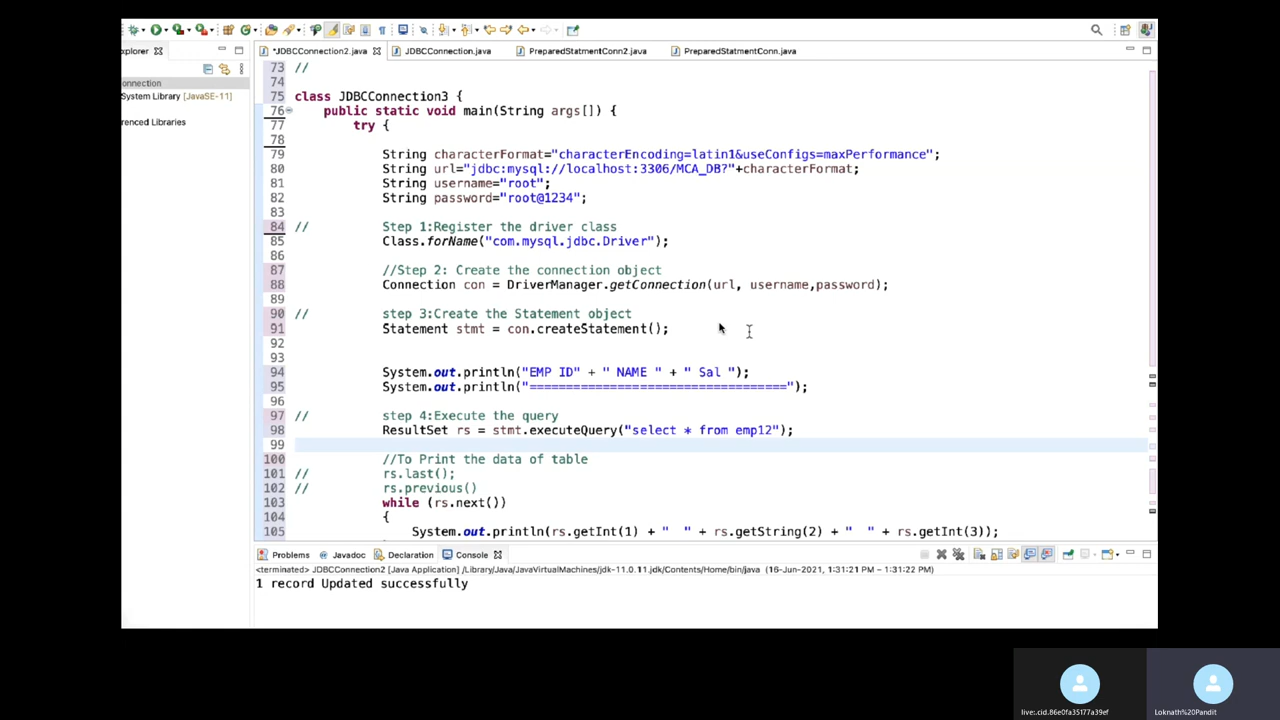 plorer
*JDBCConnection2.java
JDBCConnection.java
PreparedStatmentConn2.java
PreparedStatmentConn.java
onnection
System Library [JavaSE-11]
renced Libraries
73 //
74
75 class JDBCConnection3 {
76 public static void main(String args[]) {
77 try {
78
79 String characterFormat="characterEncoding=latin1&useConfigs=maxPerformance";
80 String url="jdbc:mysql://localhost:3306/MCA_DB?"+characterFormat;
81 String username="root";
82 String password="root@1234";
83
84 // Step 1:Register the driver class
85 Class.forName("com.mysql.jdbc.Driver");
86
87 //Step 2: Create the connection object
88 Connection con = DriverManager.getConnection(url, username,password);
89
90 // step 3:Create the Statement object
91 Statement stmt = con.createStatement();
92
93
94 System.out.println("EMP ID" + " NAME " + " Sal ");
95 System.out.println("===================================");
96
97 // step 4:Execute the query
98 ResultSet rs = stmt.executeQuery("select * from emp12");
99
100 //To Print the data of table
101 // rs.last();
102 // rs.previous()
103 while (rs.next())
104 {
105 System.out.println(rs.getInt(1) + "  " + rs.getString(2) + "  " + rs.getInt(3));
Problems
Javadoc
Declaration
Console
<terminated> JDBCConnection2 [Java Application] /Library/Java/JavaVirtualMachines/jdk-11.0.11.jdk/Contents/Home/bin/java (16-Jun-2021, 1:31:21 PM – 1:31:22 PM)
1 record Updated successfully
live:.cid.86e0fa35177a39ef
Loknath%20Pandit